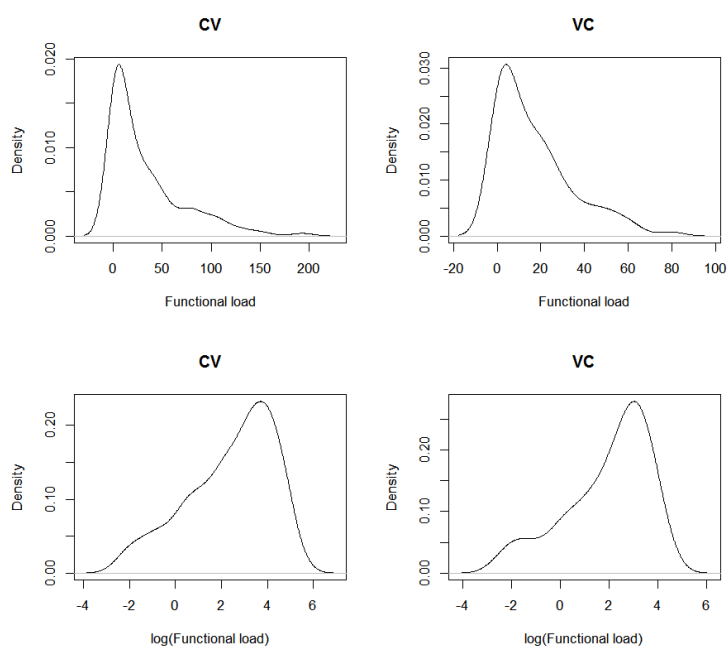 CV
Density
0.000 0.010 0.020
0 50 100 150 200
Functional load
VC
Density
0.000 0.010 0.020 0.030
-20 0 20 40 60 80 100
Functional load
CV
Density
0.00 0.10 0.20
-4 -2 0 2 4 6
log(Functional load)
VC
Density
0.00 0.10 0.20
-4 -2 0 2 4 6
log(Functional load)